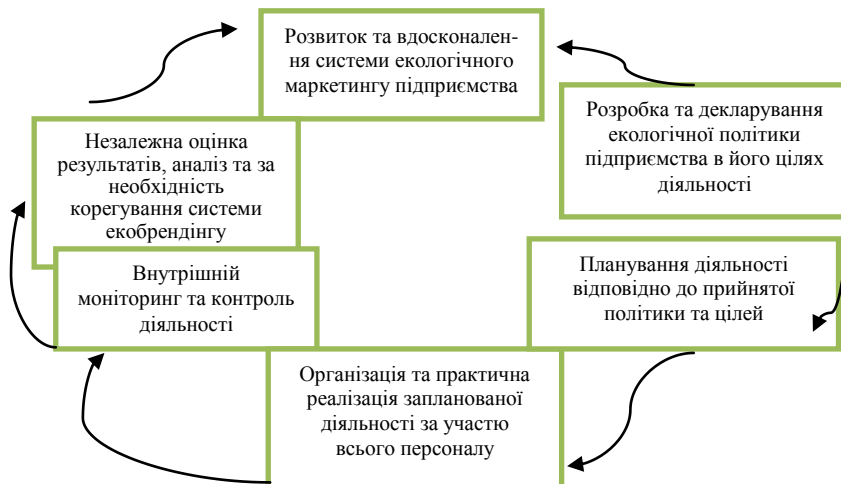 Розвиток та вдосконален-
ня системи екологічного
маркетингу підприємства
Розробка та декларування
екологічної політики
підприємства в його цілях
діяльності
Незалежна оцінка
результатів, аналіз та за
необхідність
корегування системи
екобрендінгу
Внутрішній
моніторинг та контроль
діяльності
Планування діяльності
відповідно до прийнятої
політики та цілей
Організація та практична
реалізація запланованої
діяльності за участю
всього персоналу